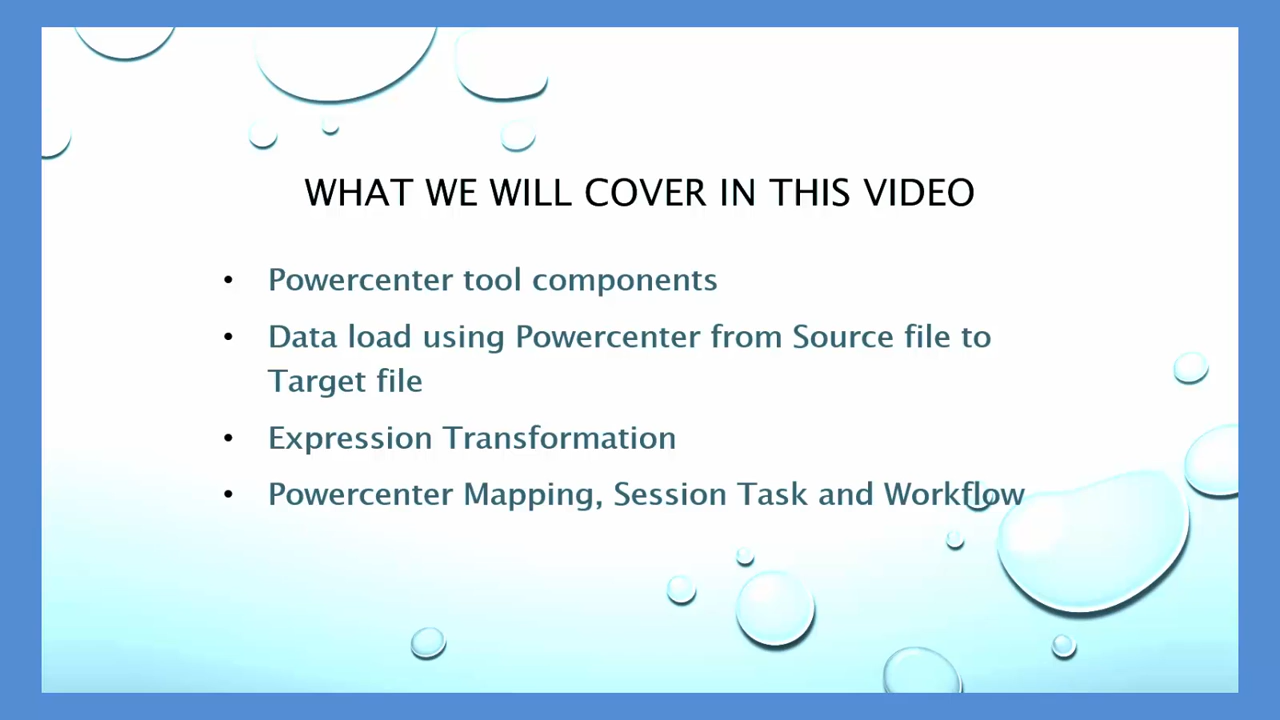 WHAT WE WILL COVER IN THIS VIDEO
• Powercenter tool components
• Data load using Powercenter from Source file to
Target file
• Expression Transformation
• Powercenter Mapping, Session Task and Workflow